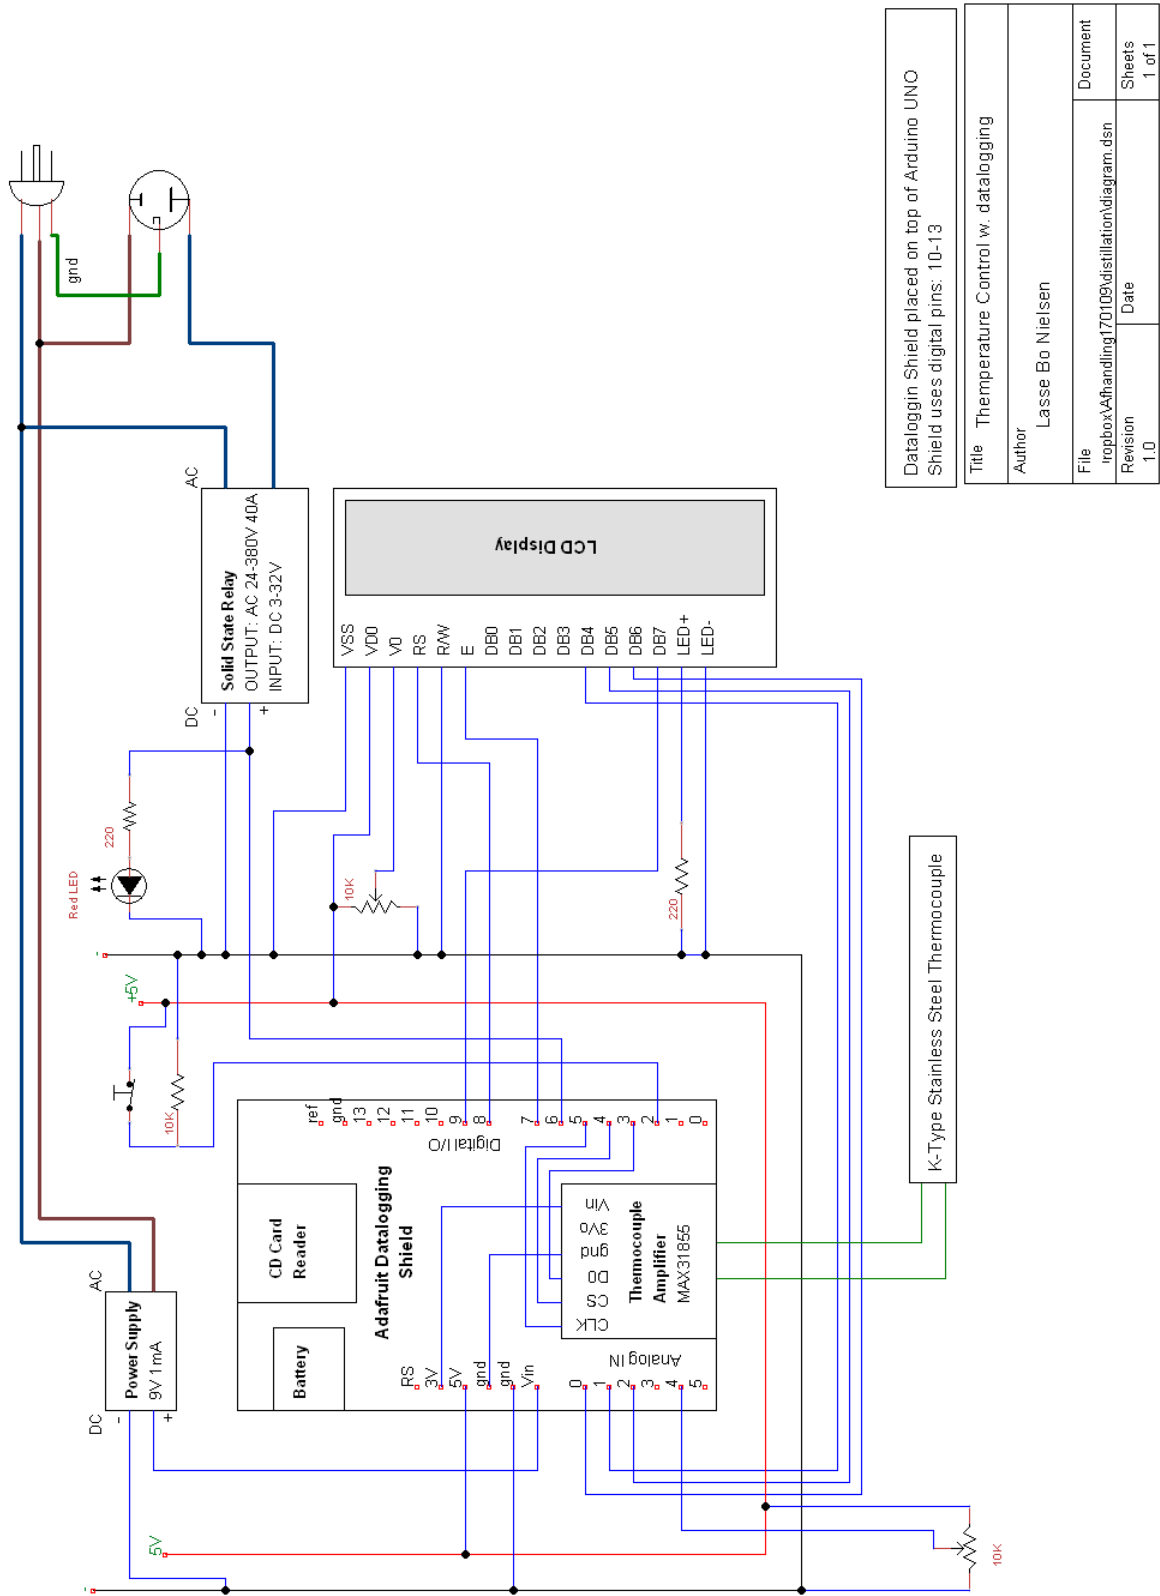 gnd
AC
DC
-
+
Solid State Relay
OUTPUT: AC 24-380V 40A
INPUT: DC 3-32V
220
Red LED
LCD Display
VSS
VD0
V0
RS
R/W
E
DB0
DB1
DB2
DB3
DB4
DB5
DB6
DB7
LED+
LED-
10K
220
-
+5V
10K
AC
DC
-
+
Power Supply
9V 1mA
CD Card
Reader
Battery
Adafruit Datalogging
Shield
ref
gnd
13
12
11
10
9
8
7
6
5
4
3
2
1
0
Digital I/O
RS
3V
5V
gnd
gnd
Vin
0
1
2
3
4
5
Analog IN
Vin
3Vo
gnd
D0
CS
CLK
Thermocouple
Amplifier
MAX31855
K-Type Stainless Steel Thermocouple
5V
-
10K
Dataloggin Shield placed on top of Arduino UNO
Shield uses digital pins: 10-13
Title Themperature Control w. datalogging
Author
Lasse Bo Nielsen
File
Document
ropbox\Afhandling170109\distillation\diagram.dsn
Revision
Date
Sheets
1.0
1 of 1